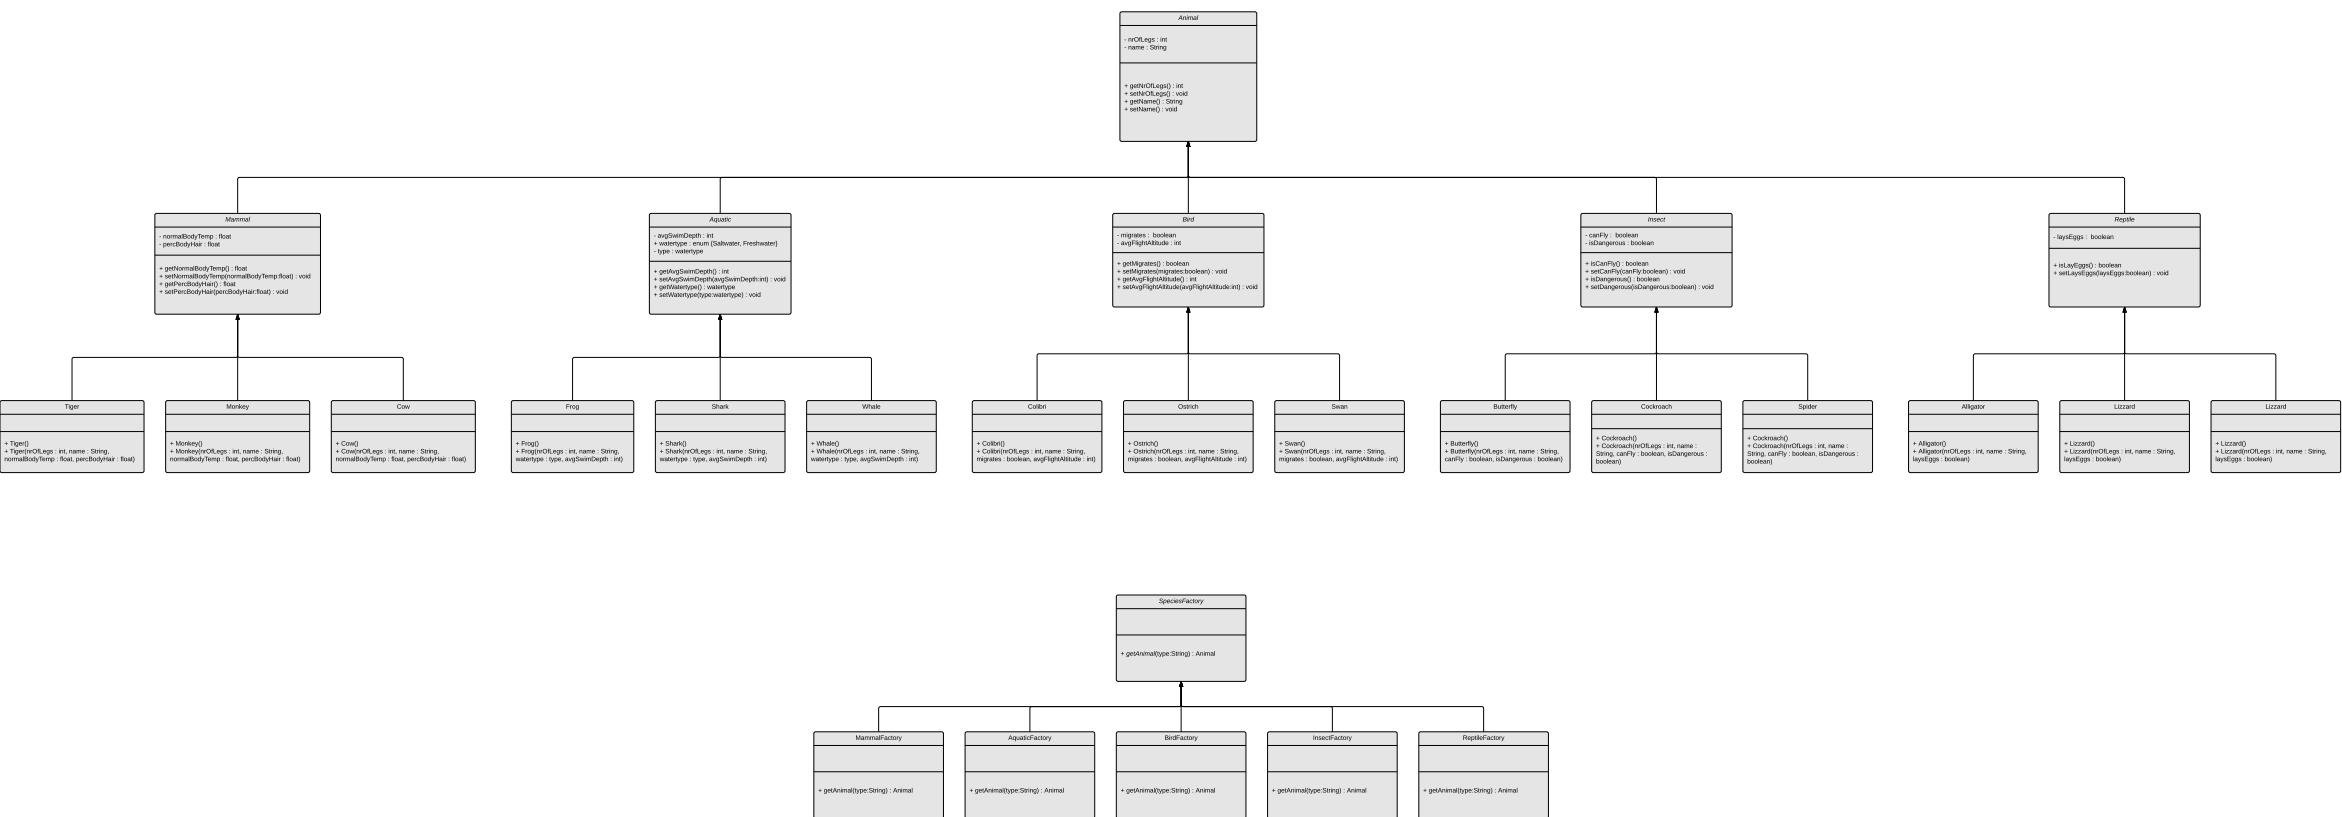 Animal
- nrOfLegs : int
- name : String
+ getNrOfLegs() : int
+ setNrOfLegs() : void
+ getName() : String
+ setName() : void
Mammal
- normalBodyTemp : float
- percBodyHair : float
+ getNormalBodyTemp() : float
+ setNormalBodyTemp(normalBodyTemp:float) : void
+ getPercBodyHair() : float
+ setPercBodyHair(percBodyHair:float) : void
Aquatic
- avgSwimDepth : int
+ watertype : enum {Saltwater, Freshwater}
- type : watertype
+ getAvgSwimDepth() : int
+ setAvgSwimDepth(avgSwimDepth:int) : void
+ getWatertype() : watertype
+ setWatertype(type:watertype) : void
Bird
- migrates : boolean
- avgFlightAltitude : int
+ getMigrates() : boolean
+ setMigrates(migrates:boolean) : void
+ getAvgFlightAltitude() : int
+ setAvgFlightAltitude(avgFlightAltitude:int) : void
Insect
- canFly : boolean
- isDangerous : boolean
+ isCanFly() : boolean
+ setCanFly(canFly:boolean) : void
+ isDangerous() : boolean
+ setDangerous(isDangerous:boolean) : void
Reptile
- laysEggs : boolean
+ isLayEggs() : boolean
+ setLaysEggs(laysEggs:boolean) : void
Tiger
+ Tiger()
+ Tiger(nrOfLegs : int, name : String,
normalBodyTemp : float, percBodyHair : float)
Monkey
+ Monkey()
+ Monkey(nrOfLegs : int, name : String,
normalBodyTemp : float, percBodyHair : float)
Cow
+ Cow()
+ Cow(nrOfLegs : int, name : String,
normalBodyTemp : float, percBodyHair : float)
Frog
+ Frog()
+ Frog(nrOfLegs : int, name : String,
watertype : type, avgSwimDepth : int)
Shark
+ Shark()
+ Shark(nrOfLegs : int, name : String,
watertype : type, avgSwimDepth : int)
Whale
+ Whale()
+ Whale(nrOfLegs : int, name : String,
watertype : type, avgSwimDepth : int)
Colibri
+ Colibri()
+ Colibri(nrOfLegs : int, name : String,
migrates : boolean, avgFlightAltitude : int)
Ostrich
+ Ostrich()
+ Ostrich(nrOfLegs : int, name : String,
migrates : boolean, avgFlightAltitude : int)
Swan
+ Swan()
+ Swan(nrOfLegs : int, name : String,
migrates : boolean, avgFlightAltitude : int)
Butterfly
+ Butterfly()
+ Butterfly(nrOfLegs : int, name : String,
canFly : boolean, isDangerous : boolean)
Cockroach
+ Cockroach()
+ Cockroach(nrOfLegs : int, name :
String, canFly : boolean, isDangerous :
boolean)
Spider
+ Cockroach()
+ Cockroach(nrOfLegs : int, name :
String, canFly : boolean, isDangerous :
boolean)
Alligator
+ Alligator()
+ Alligator(nrOfLegs : int, name : String,
laysEggs : boolean)
Lizzard
+ Lizzard()
+ Lizzard(nrOfLegs : int, name : String,
laysEggs : boolean)
Lizzard
+ Lizzard()
+ Lizzard(nrOfLegs : int, name : String,
laysEggs : boolean)
SpeciesFactory
+ getAnimal(type:String) : Animal
MammalFactory
+ getAnimal(type:String) : Animal
AquaticFactory
+ getAnimal(type:String) : Animal
BirdFactory
+ getAnimal(type:String) : Animal
InsectFactory
+ getAnimal(type:String) : Animal
ReptileFactory
+ getAnimal(type:String) : Animal